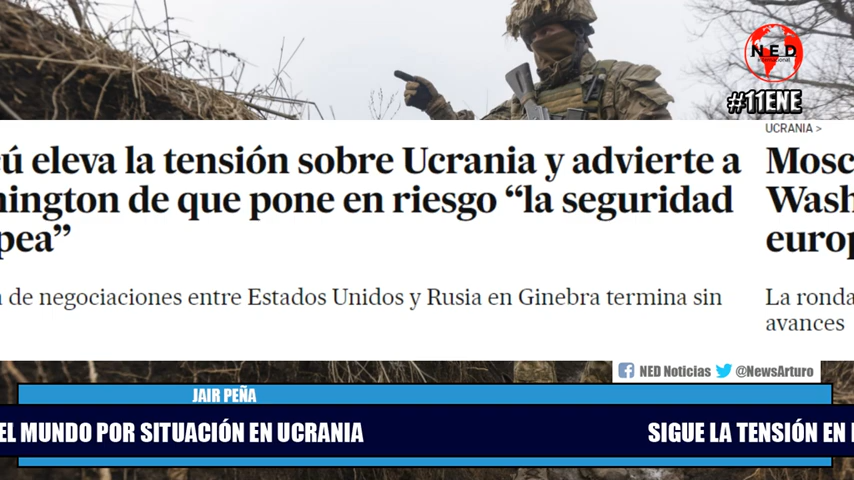 NED
International
#11ENE
UCRANIA >
ú eleva la tensión sobre Ucrania y advierte a
ington de que pone en riesgo “la seguridad
pea”
de negociaciones entre Estados Unidos y Rusia en Ginebra termina sin
Mosc
Wash
europ
La ronda
avances
NED Noticias @NewsArturo
JAIR PEÑA
EL MUNDO POR SITUACIÓN EN UCRANIA
SIGUE LA TENSIÓN EN